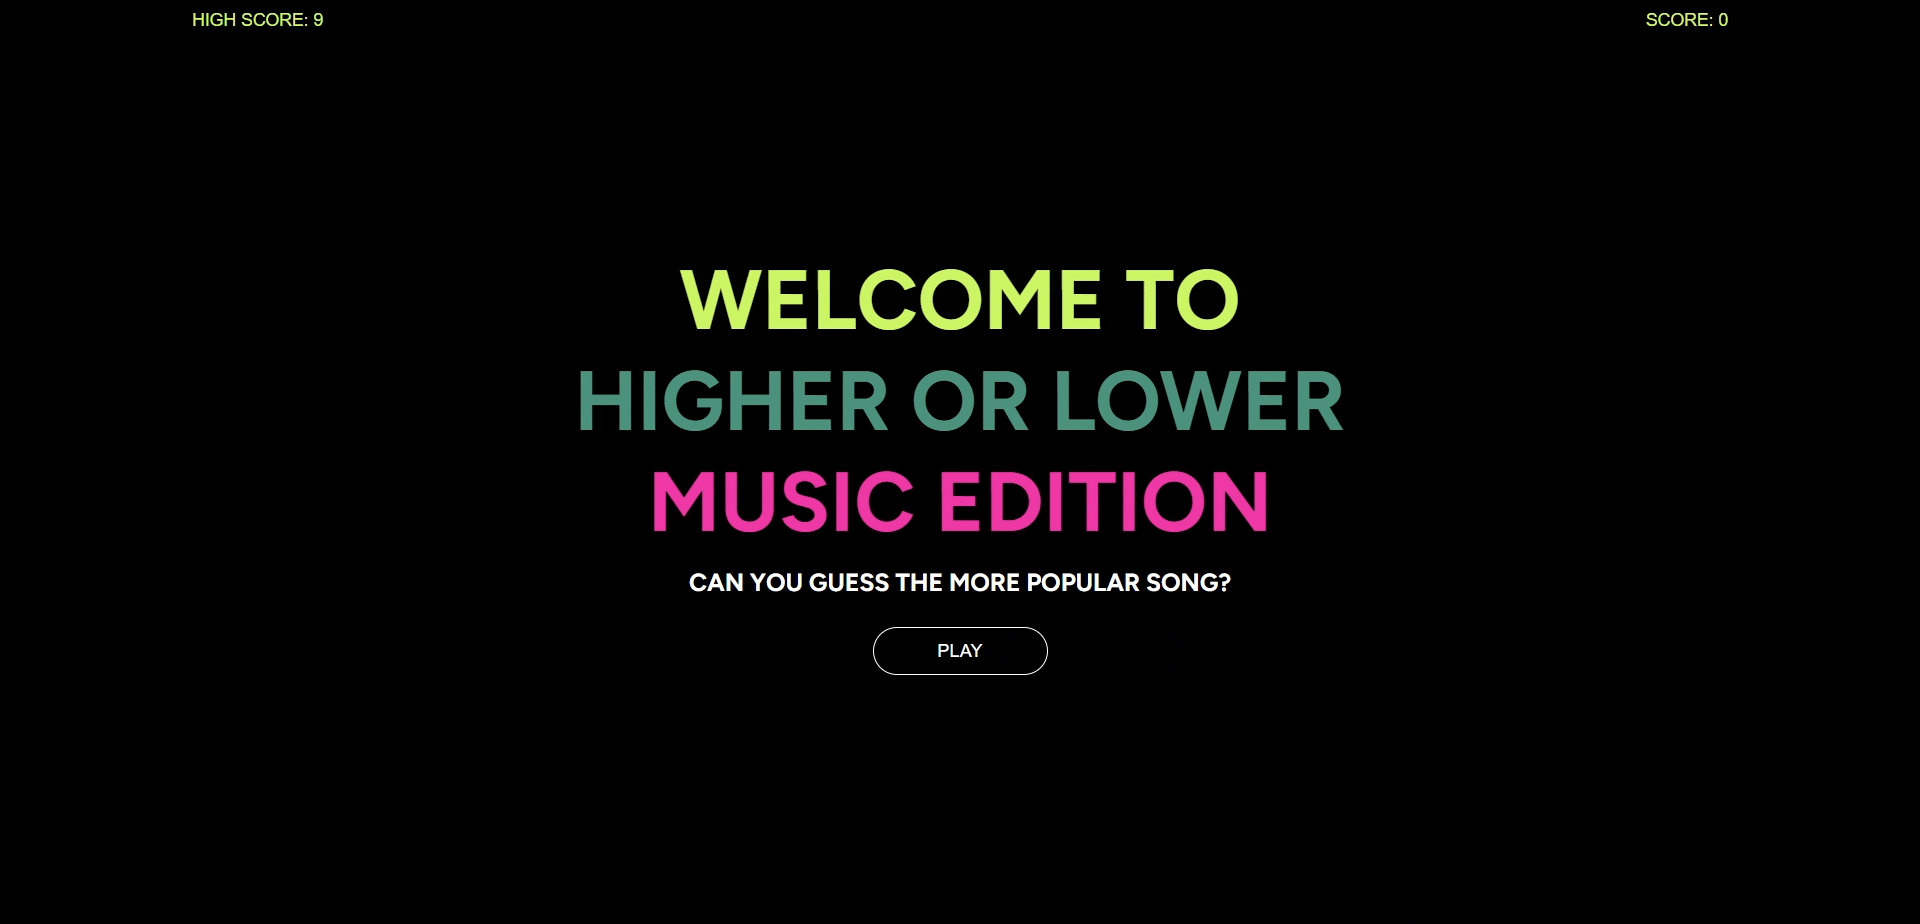 HIGH SCORE: 9
SCORE: 0
WELCOME TO
HIGHER OR LOWER
MUSIC EDITION
CAN YOU GUESS THE MORE POPULAR SONG?
PLAY